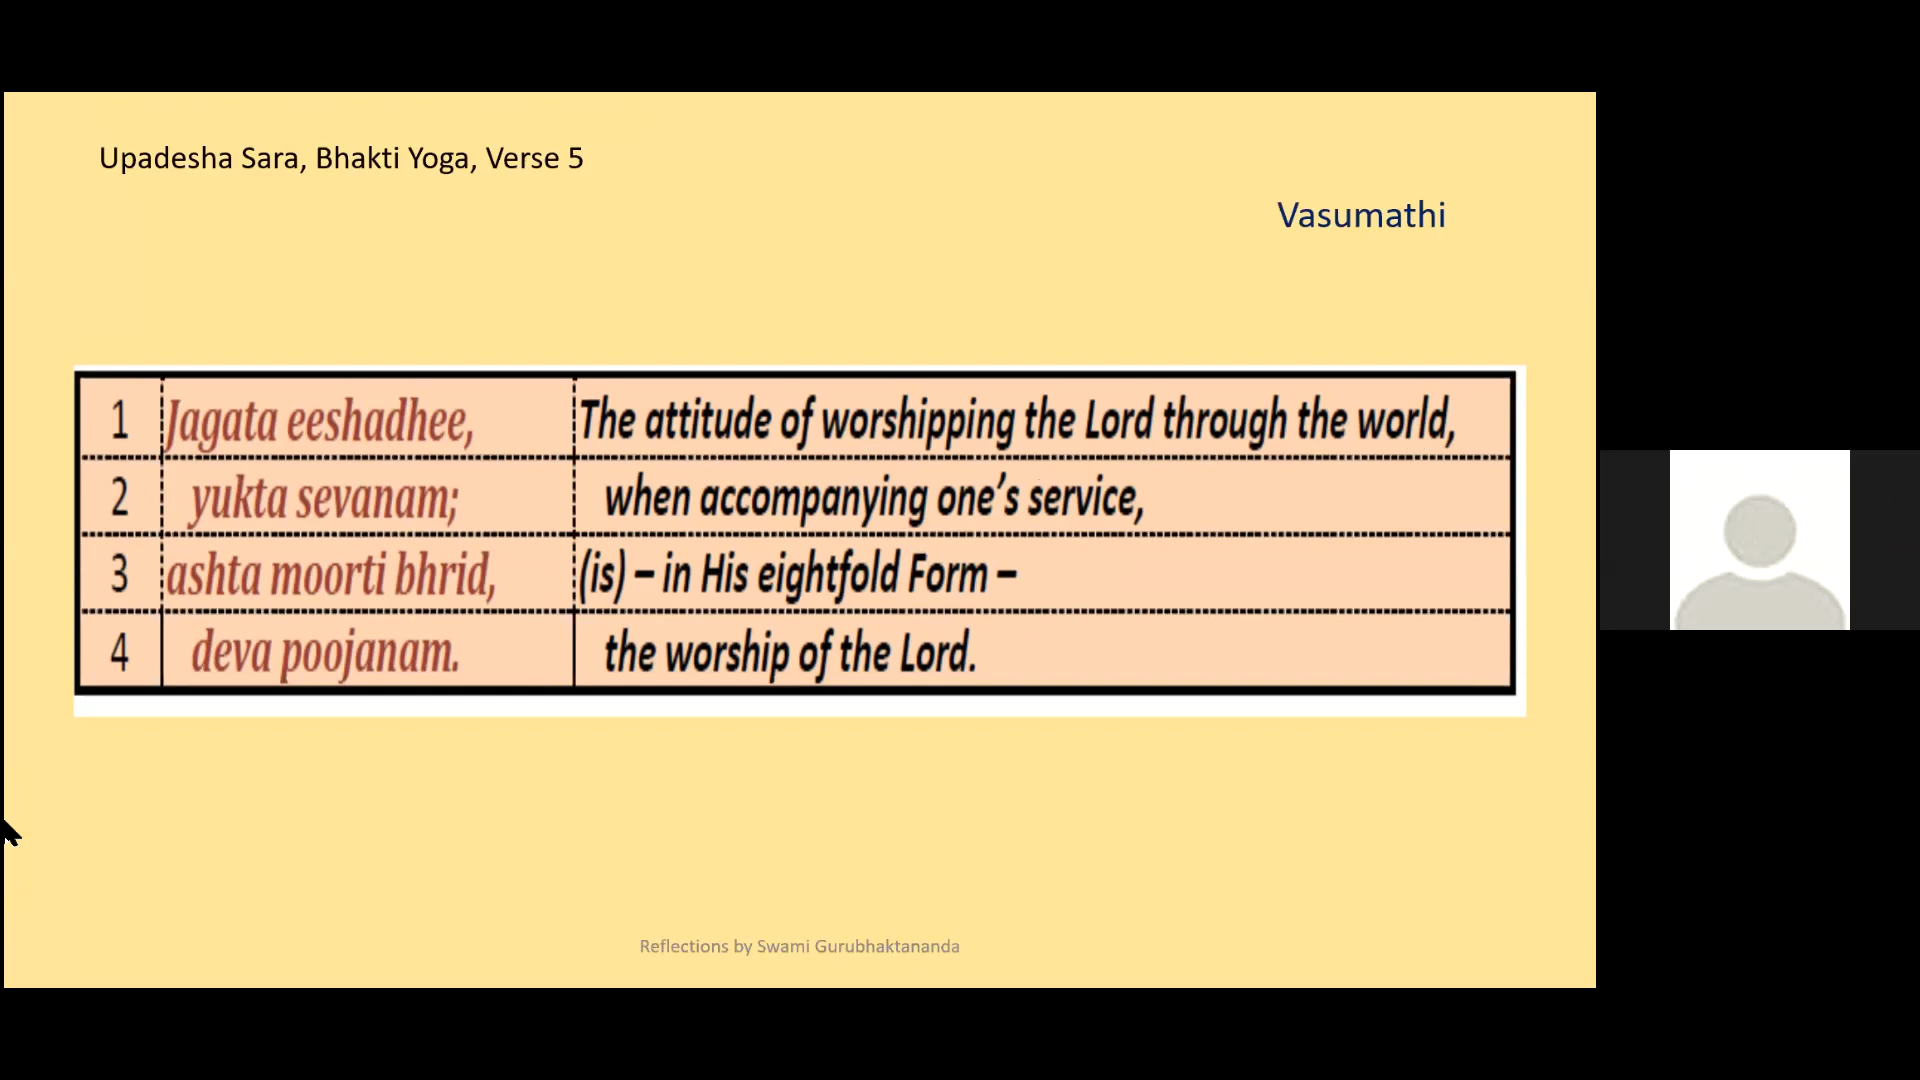 Upadesha Sara, Bhakti Yoga, Verse 5
Vasumathi
1 Jagata eeshadhee, The attitude of worshipping the Lord through the world,
2 yukta sevanam; when accompanying one’s service,
3 ashta moorti bhrid, (is) – in His eightfold Form –
4 deva poojanam. the worship of the Lord.
Reflections by Swami Gurubhaktananda